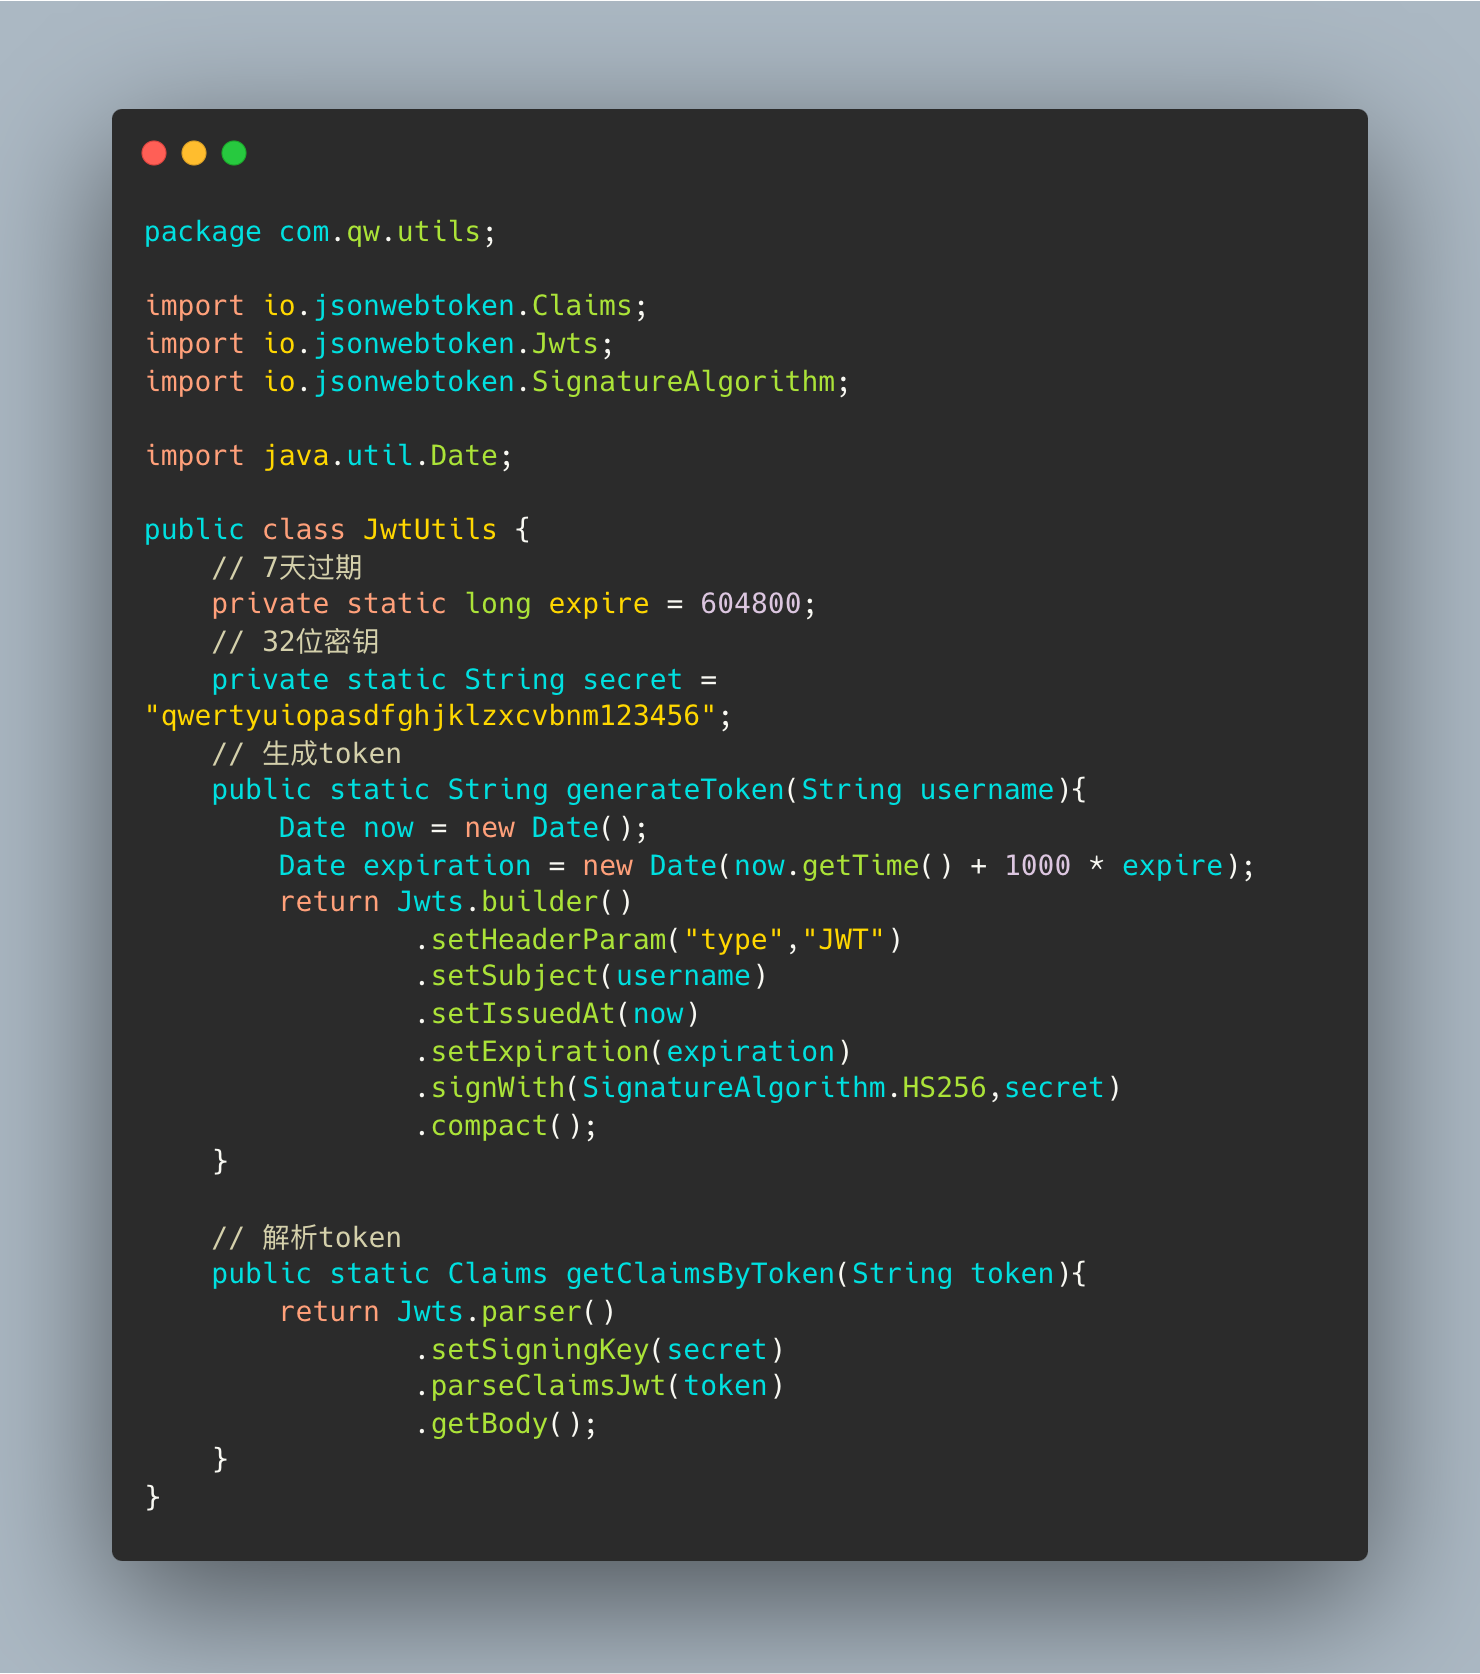 package com.qw.utils;
import io.jsonwebtoken.Claims;
import io.jsonwebtoken.Jwts;
import io.jsonwebtoken.SignatureAlgorithm;
import java.util.Date;
public class JwtUtils {
    // 7天过期
    private static long expire = 604800;
    // 32位密钥
    private static String secret =
"qwertyuiopasdfghjklzxcvbnm123456";
    // 生成token
    public static String generateToken(String username){
        Date now = new Date();
        Date expiration = new Date(now.getTime() + 1000 * expire);
        return Jwts.builder()
                .setHeaderParam("type","JWT")
                .setSubject(username)
                .setIssuedAt(now)
                .setExpiration(expiration)
                .signWith(SignatureAlgorithm.HS256,secret)
                .compact();
    }
    // 解析token
    public static Claims getClaimsByToken(String token){
        return Jwts.parser()
                .setSigningKey(secret)
                .parseClaimsJwt(token)
                .getBody();
    }
}